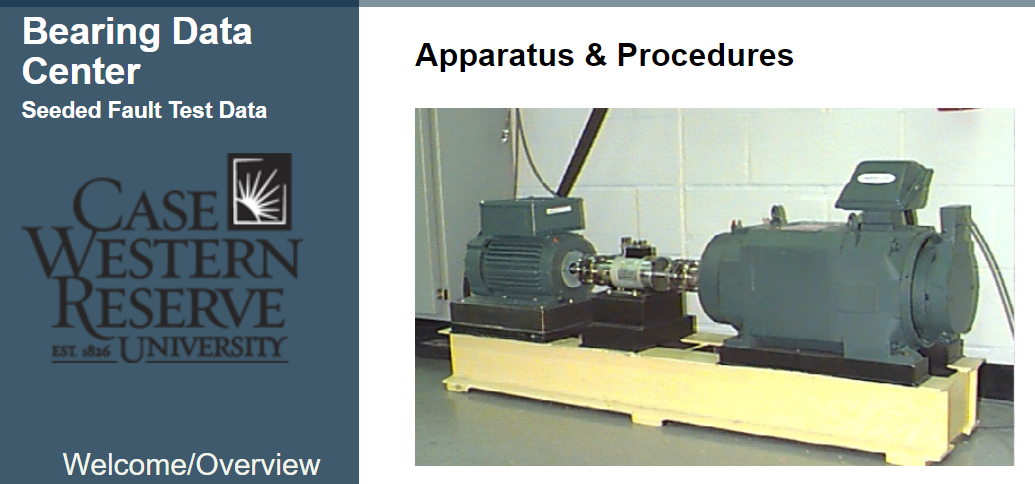 Bearing Data
Center
Seeded Fault Test Data
CASE
WESTERN
RESERVE
EST. 1826 UNIVERSITY
Welcome/Overview
Apparatus & Procedures